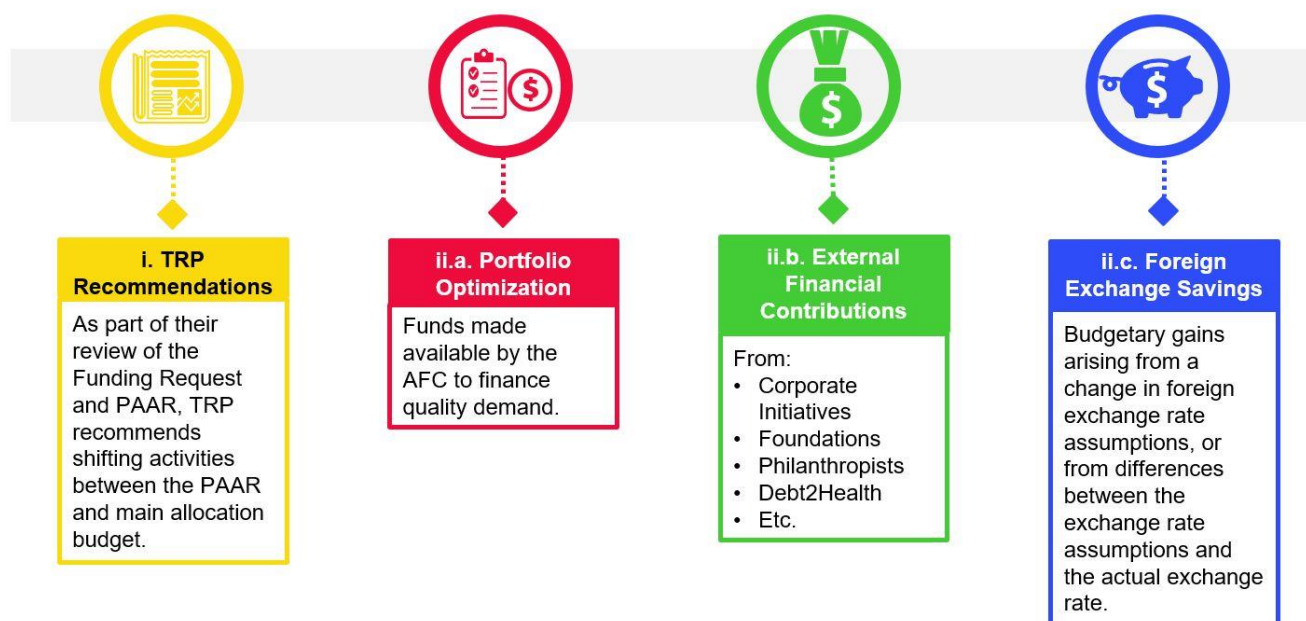 i. TRP
Recommendations
As part of their
review of the
Funding Request
and PAAR, TRP
recommends
shifting activities
between the PAAR
and main allocation
budget.
ii.a. Portfolio
Optimization
Funds made
available by the
AFC to finance
quality demand.
ii.b. External
Financial
Contributions
From:
• Corporate
Initiatives
• Foundations
• Philanthropists
• Debt2Health
• Etc.
ii.c. Foreign
Exchange Savings
Budgetary gains
arising from a
change in foreign
exchange rate
assumptions, or
from differences
between the
exchange rate
assumptions and
the actual exchange
rate.